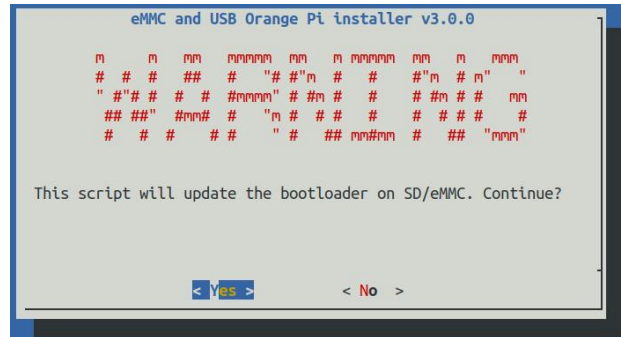 eMMC and USB Orange Pi installer v3.0.0
WARNING
This script will update the bootloader on SD/eMMC. Continue?
< Yes > < No >